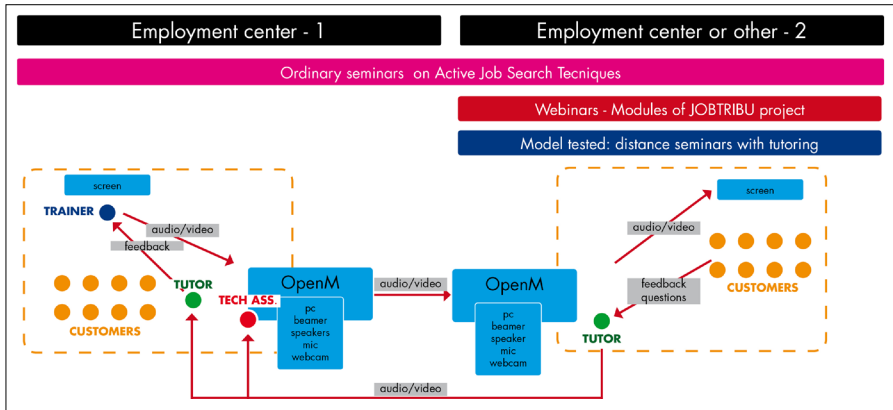 Employment center - 1
Employment center or other - 2
Ordinary seminars on Active Job Search Tecniques
Webinars - Modules of JOBTRIBU project
Model tested: distance seminars with tutoring
screen
TRAINER
audio/video
feedback
CUSTOMERS
TUTOR
TECH ASS.
OpenM
pc
beamer
speakers
mic
webcam
audio/video
OpenM
pc
beamer
speaker
mic
webcam
screen
audio/video
feedback
questions
CUSTOMERS
TUTOR
audio/video